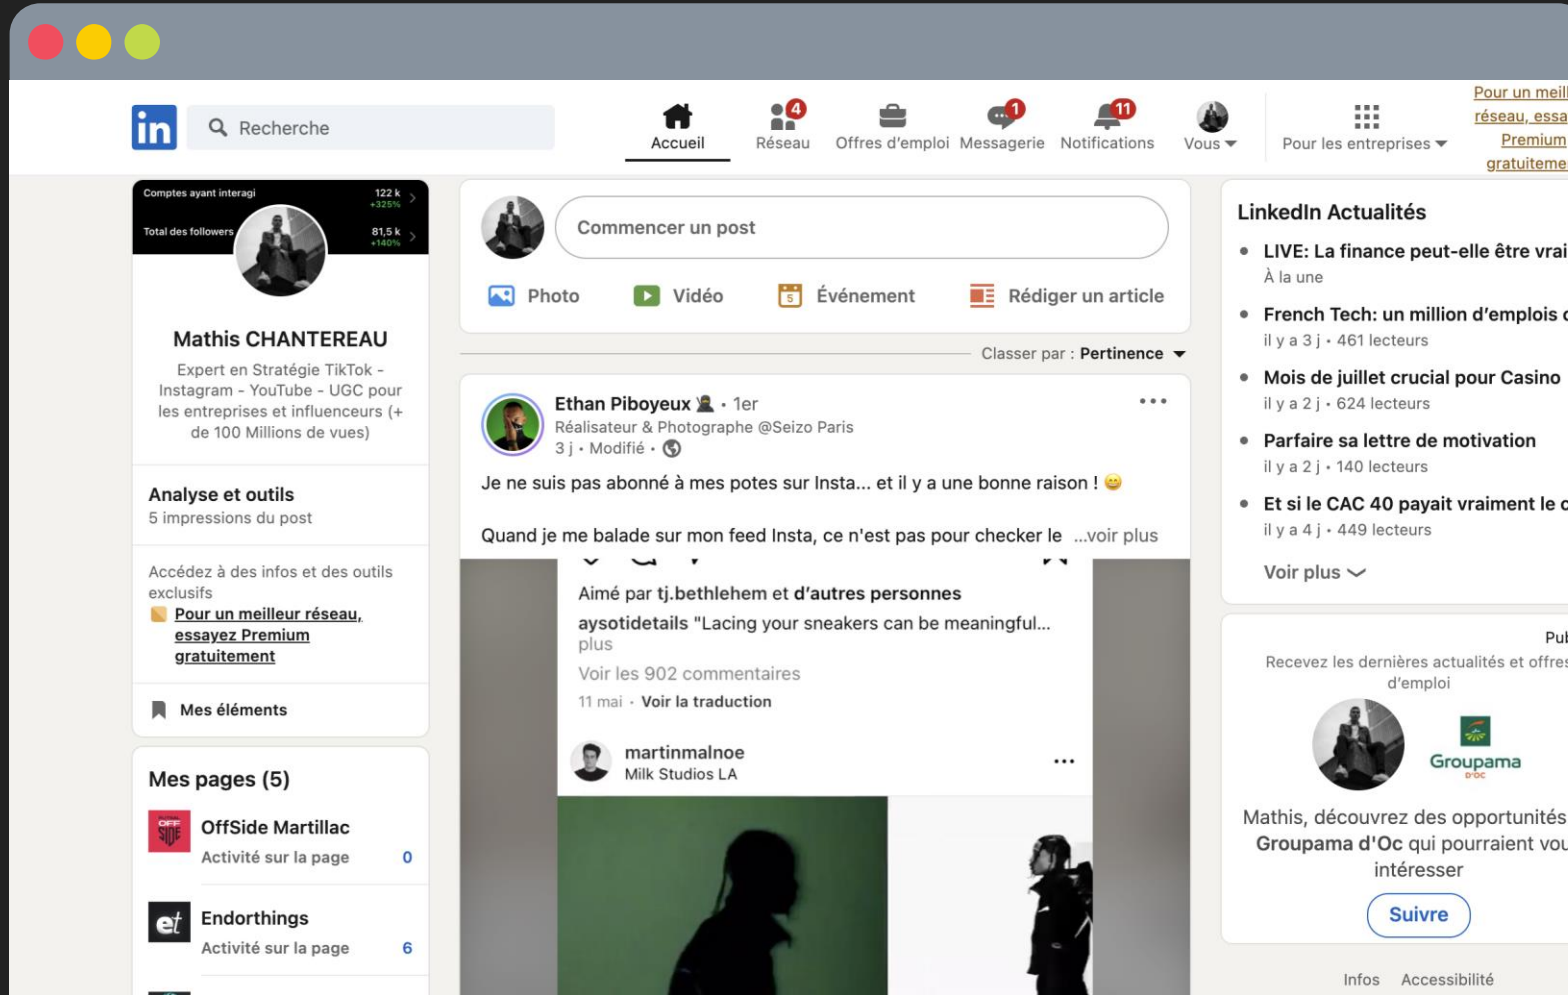 in
Recherche
Accueil
4
Réseau
Offres d'emploi
1
Messagerie
11
Notifications
Vous
Pour les entreprises
Pour un meill
réseau, essa
Premium
gratuiteme
Comptes ayant interagi
122 k
+325%
Total des followers
81,5 k
+140%
Mathis CHANTEREAU
Expert en Stratégie TikTok -
Instagram - YouTube - UGC pour
les entreprises et influenceurs (+
de 100 Millions de vues)
Analyse et outils
5 impressions du post
Accédez à des infos et des outils
exclusifs
Pour un meilleur réseau,
essayez Premium
gratuitement
Mes éléments
Mes pages (5)
OFF
SIDE
OffSide Martillac
Activité sur la page 0
et
Endorthings
Activité sur la page 6
Commencer un post
Photo
Vidéo
5
Événement
Rédiger un article
Classer par : Pertinence
Ethan Piboyeux 🥷 • 1er
Réalisateur & Photographe @Seizo Paris
3 j • Modifié •
Je ne suis pas abonné à mes potes sur Insta... et il y a une bonne raison ! 😄
Quand je me balade sur mon feed Insta, ce n'est pas pour checker le ...voir plus
Aimé par tj.bethlehem et d'autres personnes
aysotidetails "Lacing your sneakers can be meaningful...
plus
Voir les 902 commentaires
11 mai • Voir la traduction
martinmalnoe
Milk Studios LA
LinkedIn Actualités
LIVE: La finance peut-elle être vrai
À la une
French Tech: un million d'emplois
il y a 3 j • 461 lecteurs
Mois de juillet crucial pour Casino
il y a 2 j • 624 lecteurs
Parfaire sa lettre de motivation
il y a 2 j • 140 lecteurs
Et si le CAC 40 payait vraiment le
il y a 4 j • 449 lecteurs
Voir plus
Pub
Recevez les dernières actualités et offres
d'emploi
Groupama
D'OC
Mathis, découvrez des opportunités
Groupama d'Oc qui pourraient vou
intéresser
Suivre
Infos Accessibilité